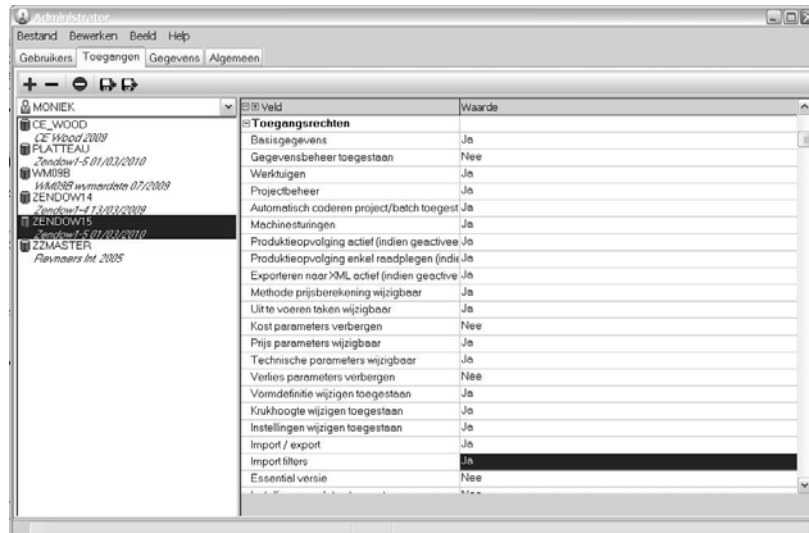 Administrator
Bestand Bewerken Beeld Help
Gebruikers Toegangen Gegevens Algemeen
MONIEK
CE_WOOD
CE Wood 2009
PLATTEAU
Zendow1-5 01/03/2010
WM09B
WM09B wymardata 07/2009
ZENDOW14
Zendow1-4 13/03/2009
ZENDOW15
Zendow1-5 01/03/2010
ZZMASTER
Reynaers Int. 2005
Veld Waarde
Toegangsrechten
Basisgegevens Ja
Gegevensbeheer toegestaan Nee
Werktuigen Ja
Projectbeheer Ja
Automatisch coderen project/batch toegest Ja
Machinesturingen Ja
Produktieopvolging actief (indien geactivee Ja
Produktieopvolging enkel raadplegen (indie Ja
Exporteren naar XML actief (indien geactive Ja
Methode prijsberekening wijzigbaar Ja
Uit te voeren taken wijzigbaar Ja
Kost parameters verbergen Nee
Prijs parameters wijzigbaar Ja
Technische parameters wijzigbaar Ja
Verlies parameters verbergen Nee
Vormdefinitie wijzigen toegestaan Ja
Krukhoogte wijzigen toegestaan Ja
Instellingen wijzigen toegestaan Ja
Import / export Ja
Import filters Ja
Essential versie Nee